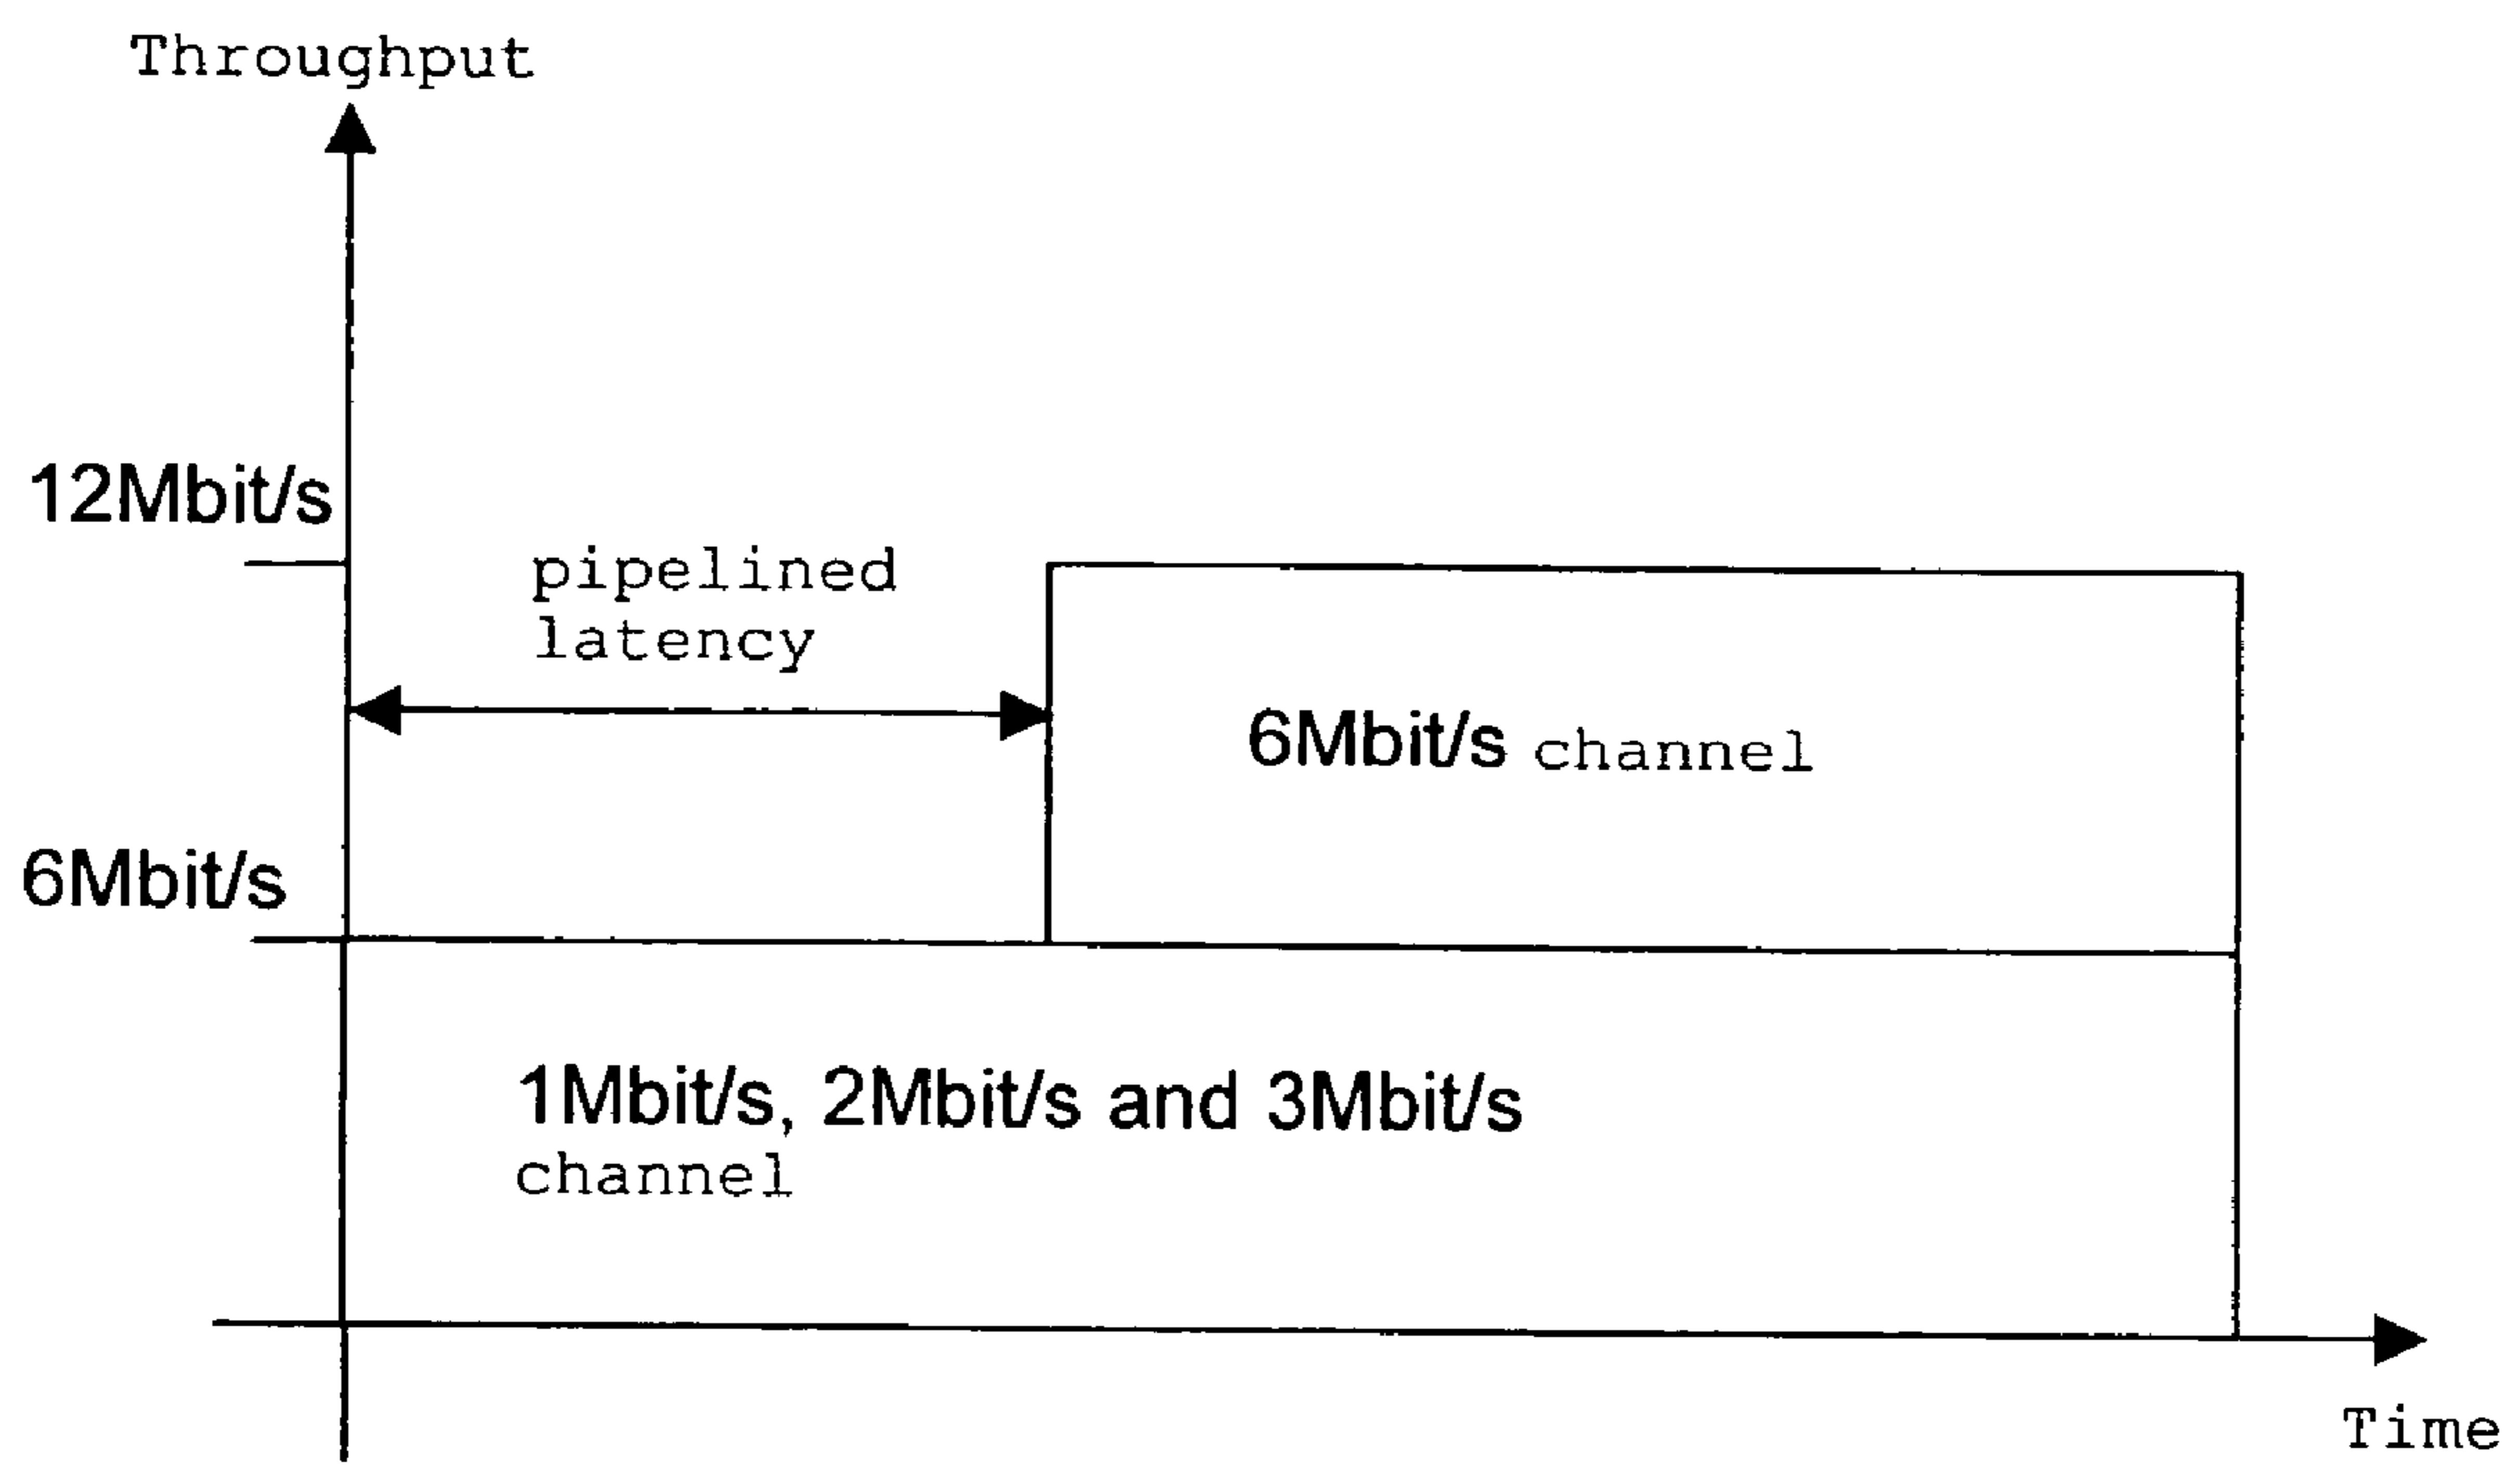 Throughput
12Mbit/s
pipelined
latency
6Mbit/s channel
6Mbit/s
1Mbit/s, 2Mbit/s and 3Mbit/s
channel
Time